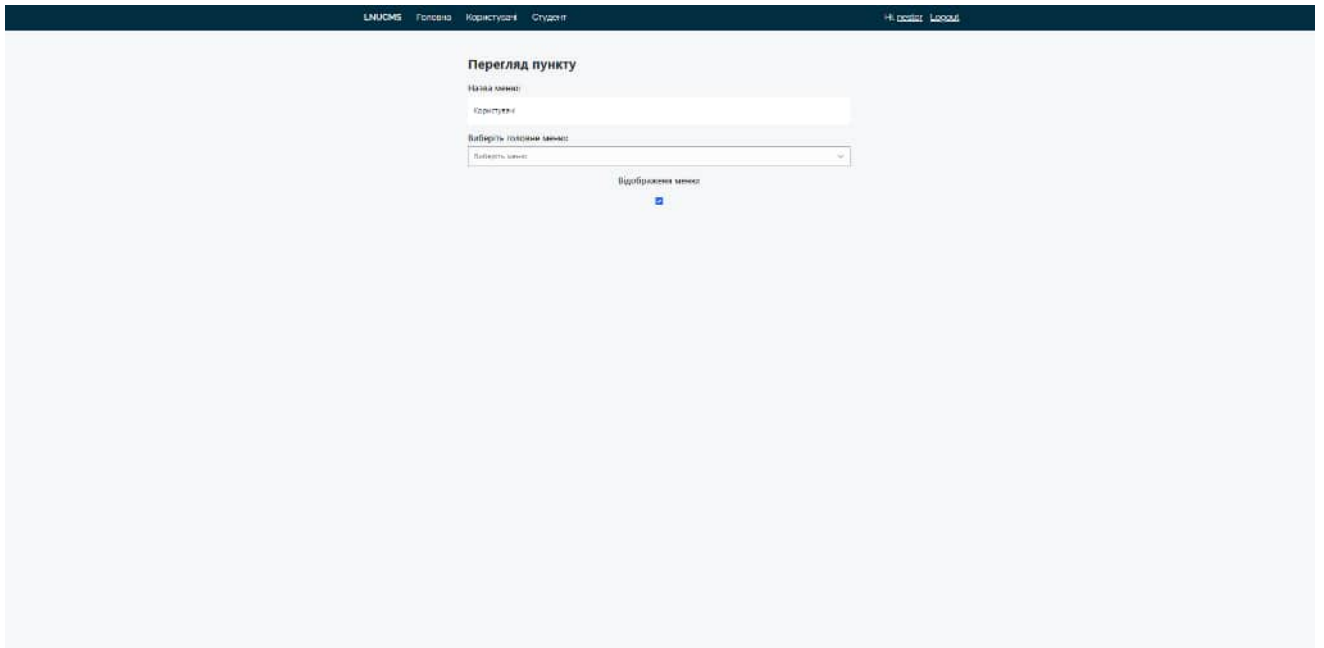 LNUCMS Головна Користувачі Студент Hi, nestor Logout
Перегляд пункту
Назва меню:
Користувачі
Виберіть головне меню:
Виберіть меню
Відображення меню: